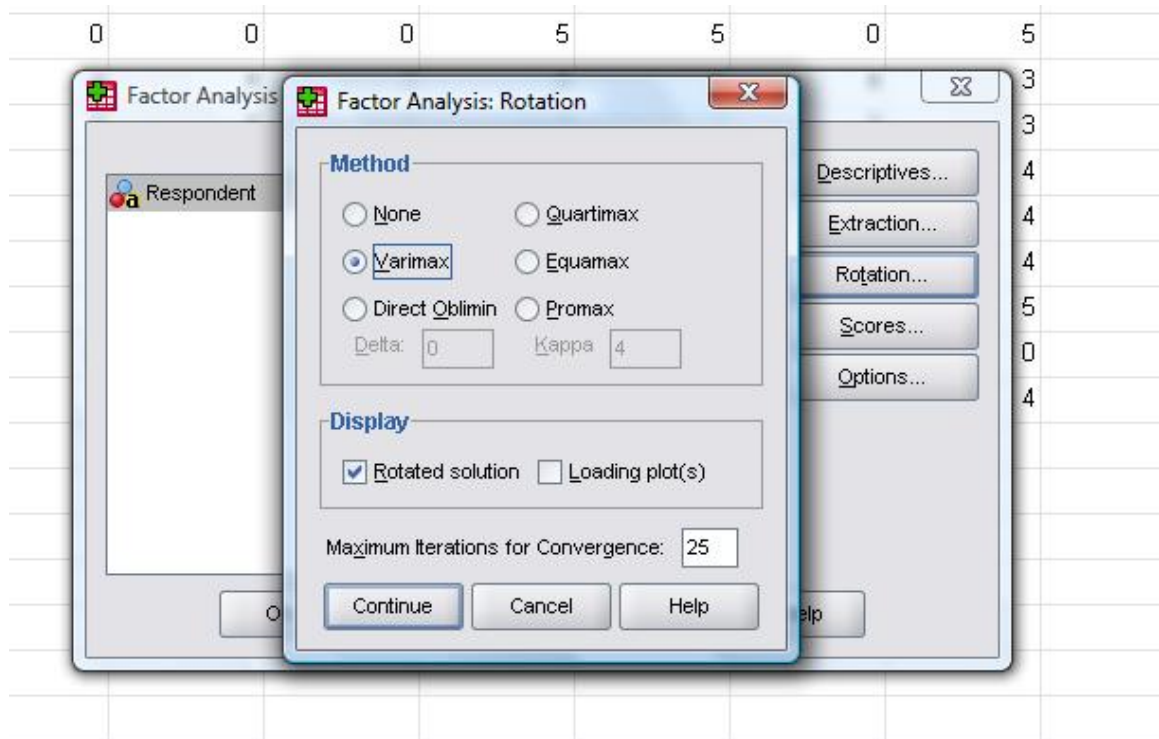 0 0 0 5 5 0 5
Factor Analysis
Factor Analysis: Rotation
3
3
4
4
4
5
0
4
Respondent
Method
None
Quartimax
Varimax
Equamax
Direct Oblimin
Promax
Delta: 0
Kappa 4
Display
Rotated solution
Loading plot(s)
Maximum Iterations for Convergence: 25
Continue
Cancel
Help
Descriptives...
Extraction...
Rotation...
Scores...
Options...
O
elp